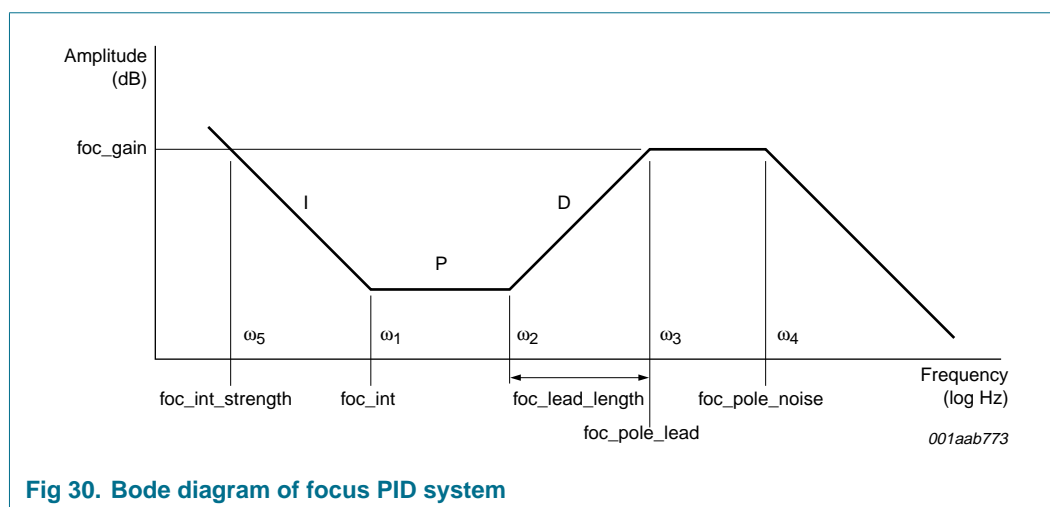 Amplitude
(dB)
foc_gain
I
P
D
ω5
ω1
ω2
ω3
ω4
Frequency
(log Hz)
foc_int_strength
foc_int
foc_lead_length
foc_pole_noise
foc_pole_lead
001aab773
Fig 30. Bode diagram of focus PID system